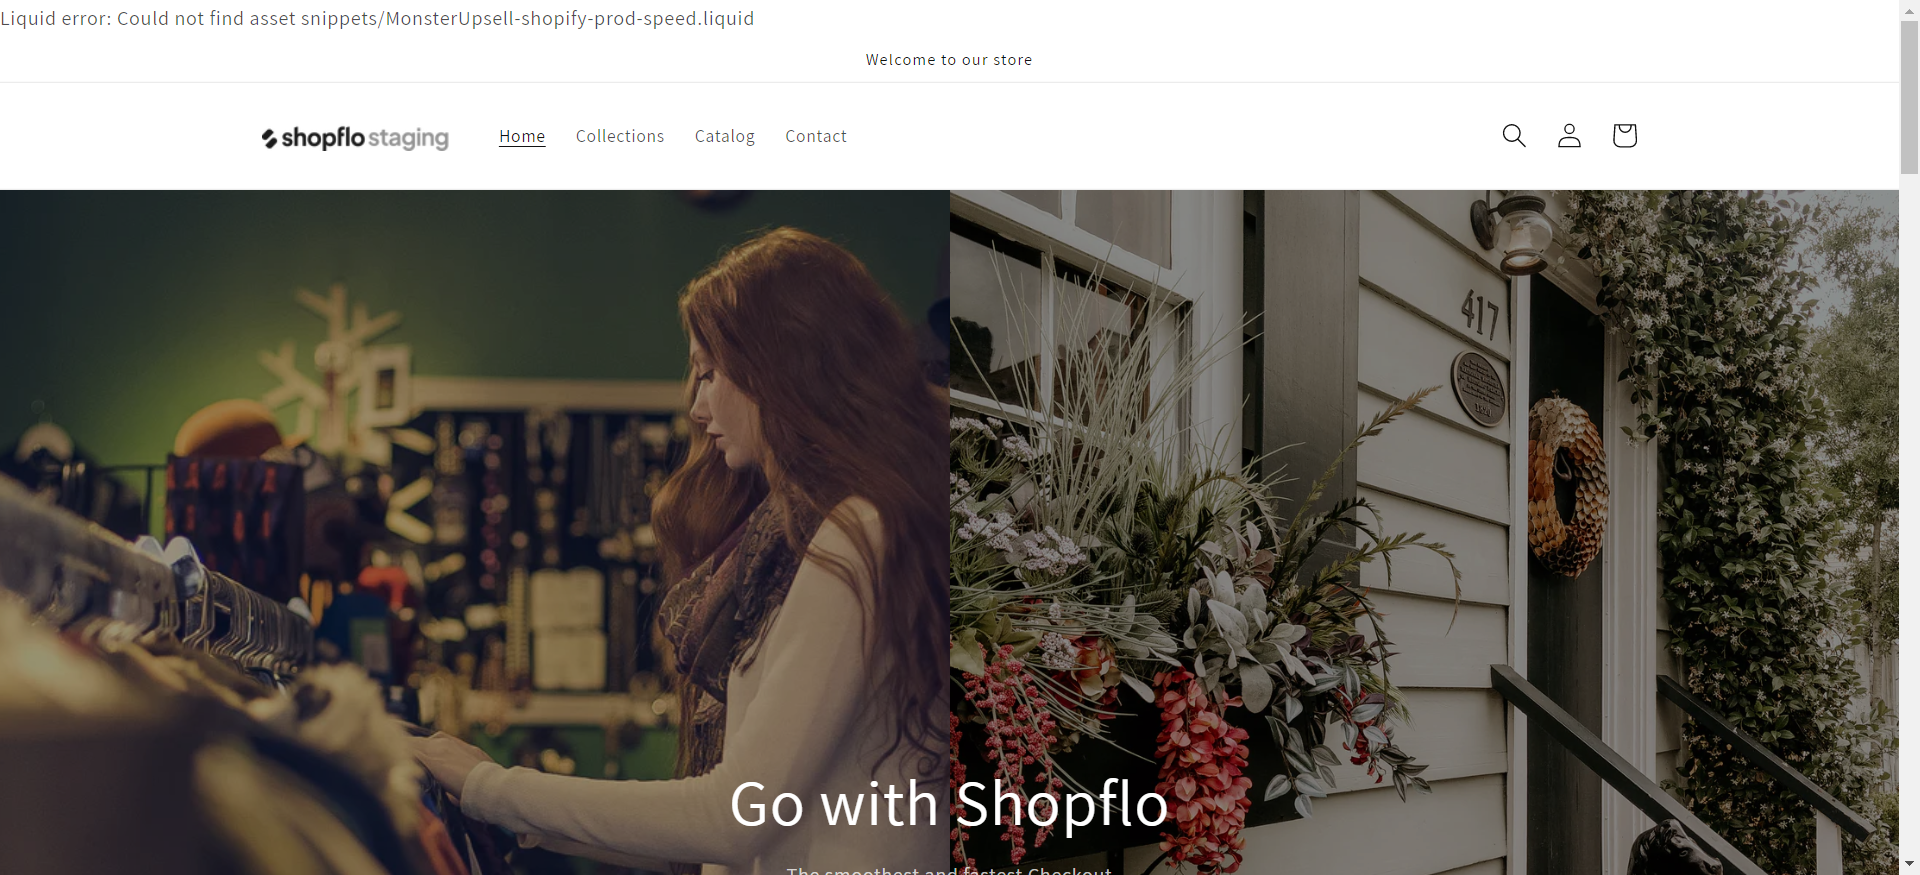 Liquid error: Could not find asset snippets/MonsterUpsell-shopify-prod-speed.liquid
Welcome to our store
shopflo staging
Home
Collections
Catalog
Contact
417
Go with Shopflo
The smoothest and fastest Checkout